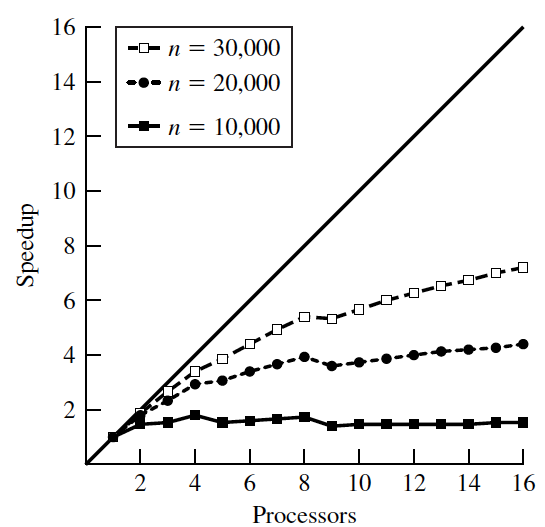 16
14
12
10
8
6
4
2
Speedup
n = 30,000
n = 20,000
n = 10,000
2 4 6 8 10 12 14 16
Processors